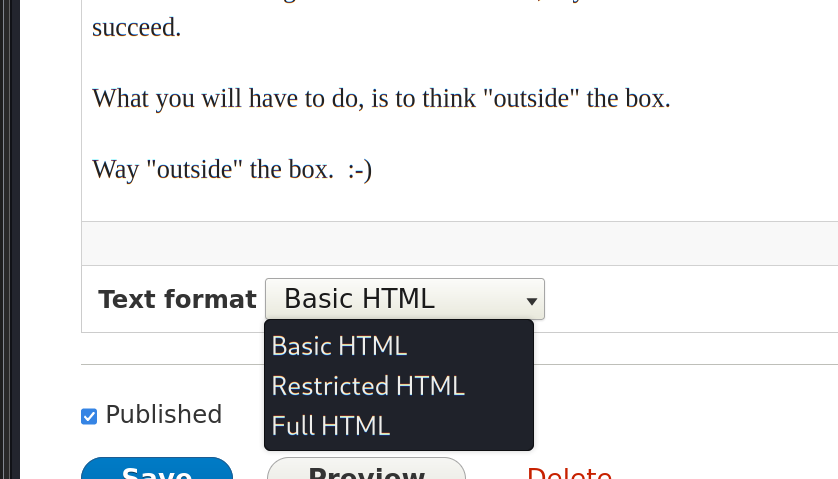 succeed.
What you will have to do, is to think "outside" the box.
Way "outside" the box.  :-)
Text format Basic HTML
Basic HTML
Restricted HTML
Full HTML
Published
Save Preview Delete